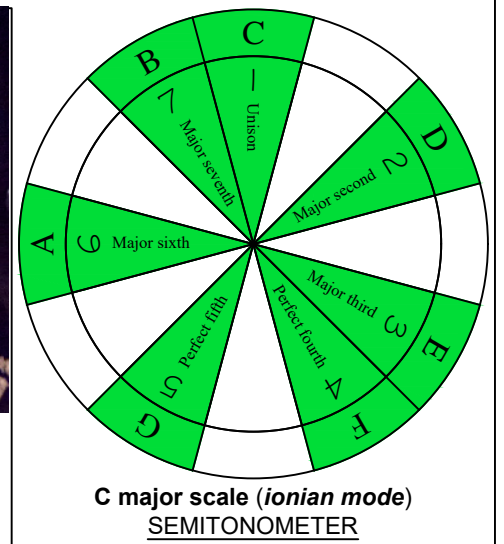 C
1 Unison
D
2 Major second
E
3 Major third
F
4 Perfect fourth
G
5 Perfect fifth
A
6 Major sixth
B
7 Major seventh
C major scale (ionian mode)
SEMITONOMETER